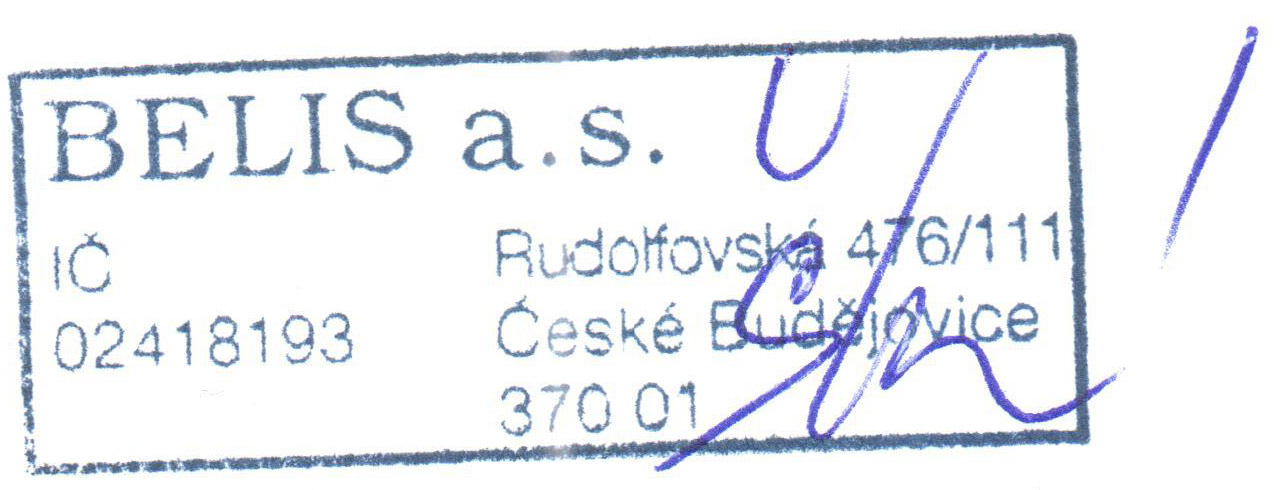 BELIS a.s.
IČ Rudolfovská 476/111
02418193 České Budějovice
370 01